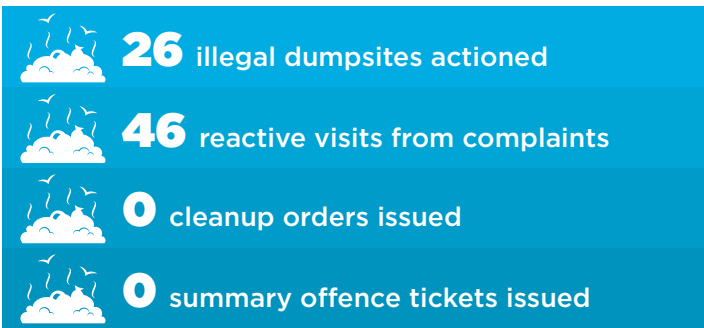 26 illegal dumpsites actioned
46 reactive visits from complaints
0 cleanup orders issued
0 summary offence tickets issued